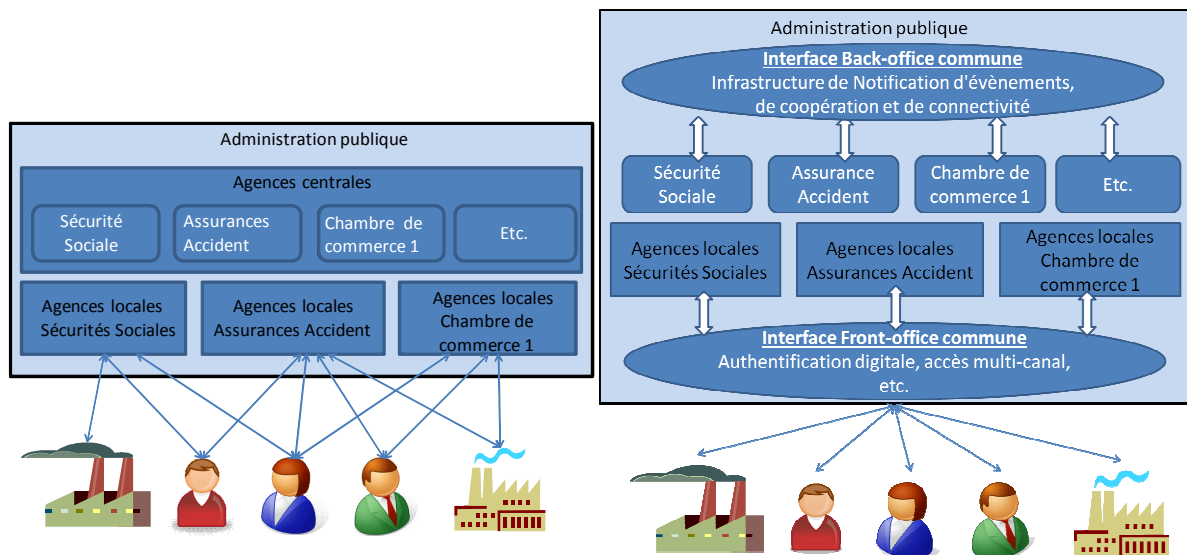 Administration publique
Agences centrales
Sécurité
Sociale
Assurances
Accident
Chambre de
commerce 1
Etc.
Agences locales
Sécurités Sociales
Agences locales
Assurances Accident
Agences locales
Chambre de
commerce 1
Administration publique
Interface Back-office commune
Infrastructure de Notification d'évènements,
de coopération et de connectivité
Sécurité
Sociale
Assurance
Accident
Chambre de
commerce 1
Etc.
Agences locales
Sécurités Sociales
Agences locales
Assurances Accident
Agences locales
Chambre de
commerce 1
Interface Front-office commune
Authentification digitale, accès multi-canal,
etc.